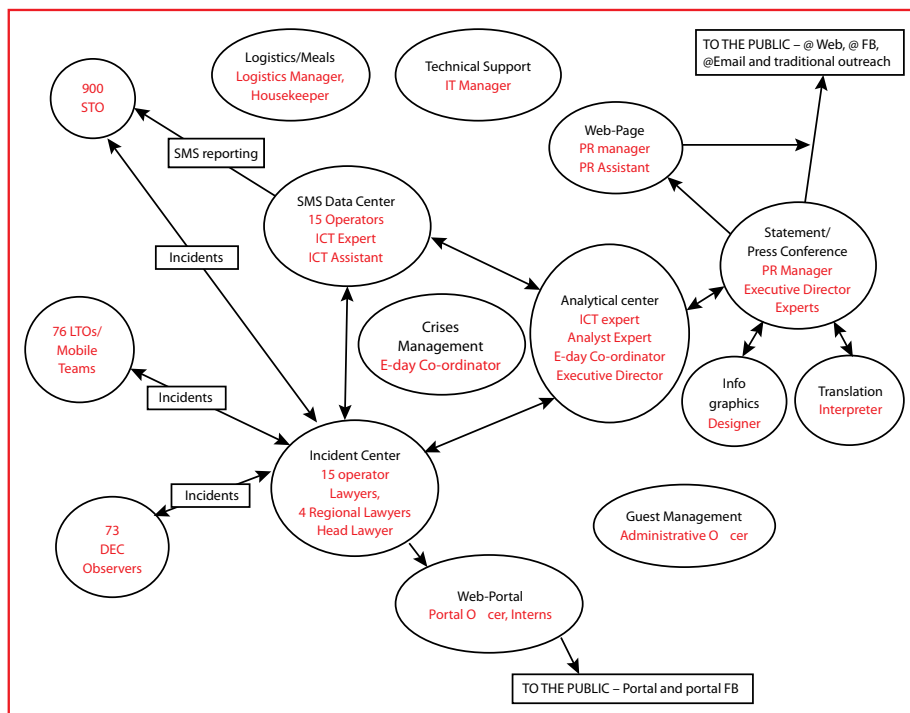 Logistics/Meals
Logistics Manager,
Housekeeper
Technical Support
IT Manager
TO THE PUBLIC – @ Web, @ FB,
@Email and traditional outreach
900
STO
SMS reporting
Web-Page
PR manager
PR Assistant
SMS Data Center
15 Operators
ICT Expert
ICT Assistant
Statement/
Press Conference
PR Manager
Executive Director
Experts
Incidents
Analytical center
ICT expert
Analyst Expert
E-day Co-ordinator
Executive Director
Crises
Management
E-day Co-ordinator
76 LTOs/
Mobile
Teams
Incidents
Info
graphics
Designer
Translation
Interpreter
Incident Center
15 operator
Lawyers,
4 Regional Lawyers
Head Lawyer
Incidents
73
DEC
Observers
Guest Management
Administrative O cer
Web-Portal
Portal O cer, Interns
TO THE PUBLIC – Portal and portal FB